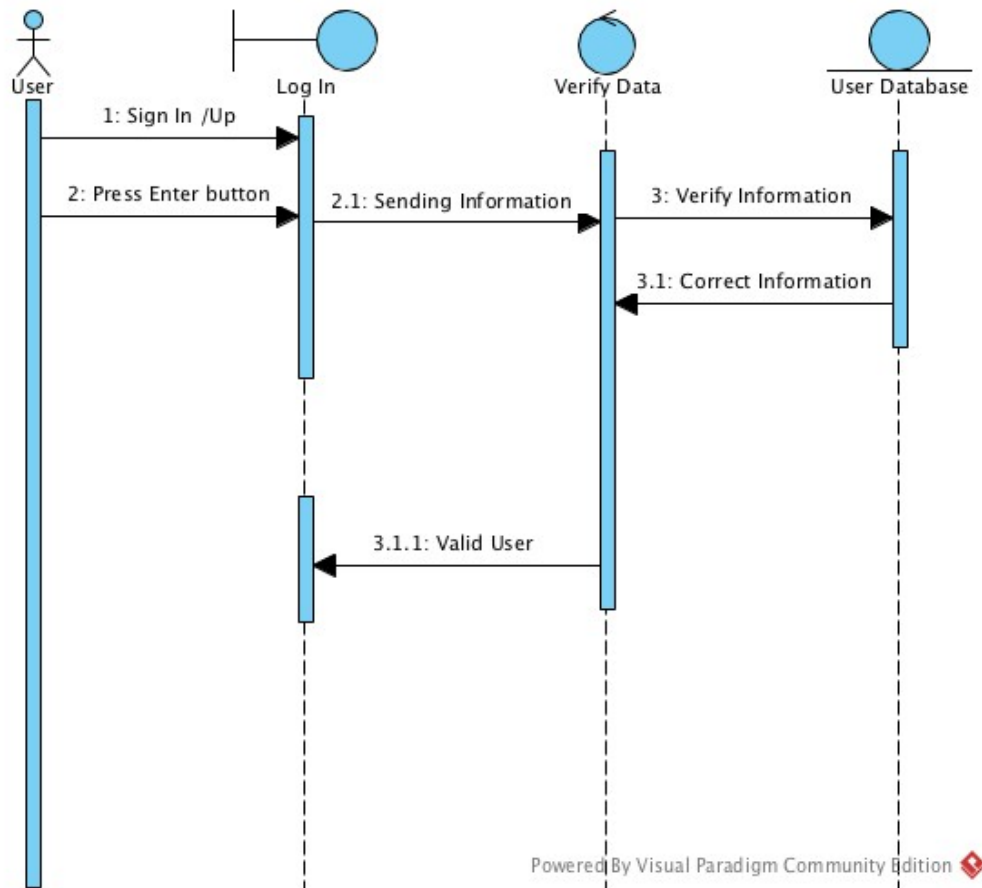 User
Log In
Verify Data
User Database
1: Sign In /Up
2: Press Enter button
2.1: Sending Information
3: Verify Information
3.1: Correct Information
3.1.1: Valid User
Powered By Visual Paradigm Community Edition